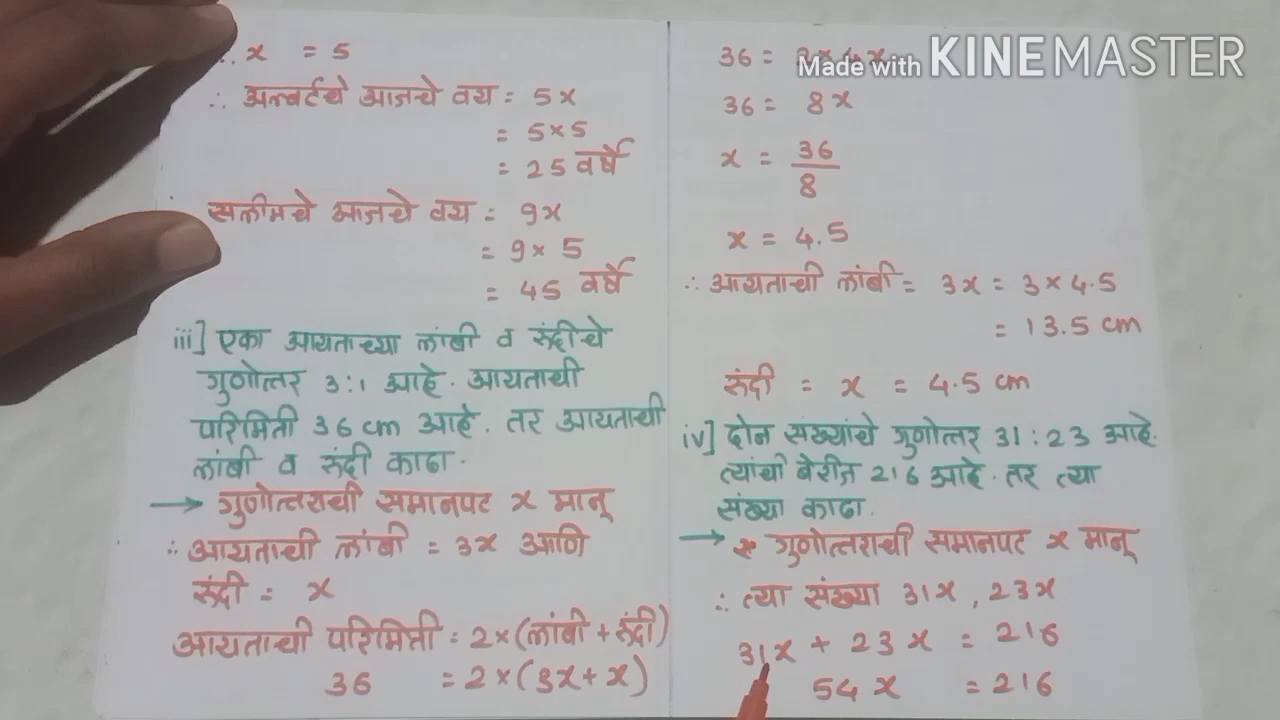 ∴ x = 5
∴ अल्बर्टचे आजचे वय = 5x
= 5×5
= 25 वर्षे
सलीमचे आजचे वय = 9x
= 9 × 5
= 45 वर्षे
iii] एका आयताच्या लांबी व रुंदीचे
गुणोत्तर 3:1 आहे. आयताची
परिमिती 36 cm आहे. तर आयताची
लांबी व रुंदी काढा.
→ गुणोत्तराची समानपट x मानू
∴ आयताची लांबी = 3x आणि
रुंदी = x
आयताची परिमिती = 2×(लांबी + रुंदी)
36 = 2×(3x + x)
36 = 2×4x
Made with KINEMASTER
36 = 8x
x = 36/8
x = 4.5
∴ आयताची लांबी = 3x = 3 × 4.5
= 13.5 cm
रुंदी = x = 4.5 cm
iv] दोन संख्यांचे गुणोत्तर 31 : 23 आहे.
त्यांची बेरीज 216 आहे. तर त्या
संख्या काढा.
→ गुणोत्तराची समानपट x मानू
∴ त्या संख्या 31x, 23x
31x + 23x = 216
54x = 216